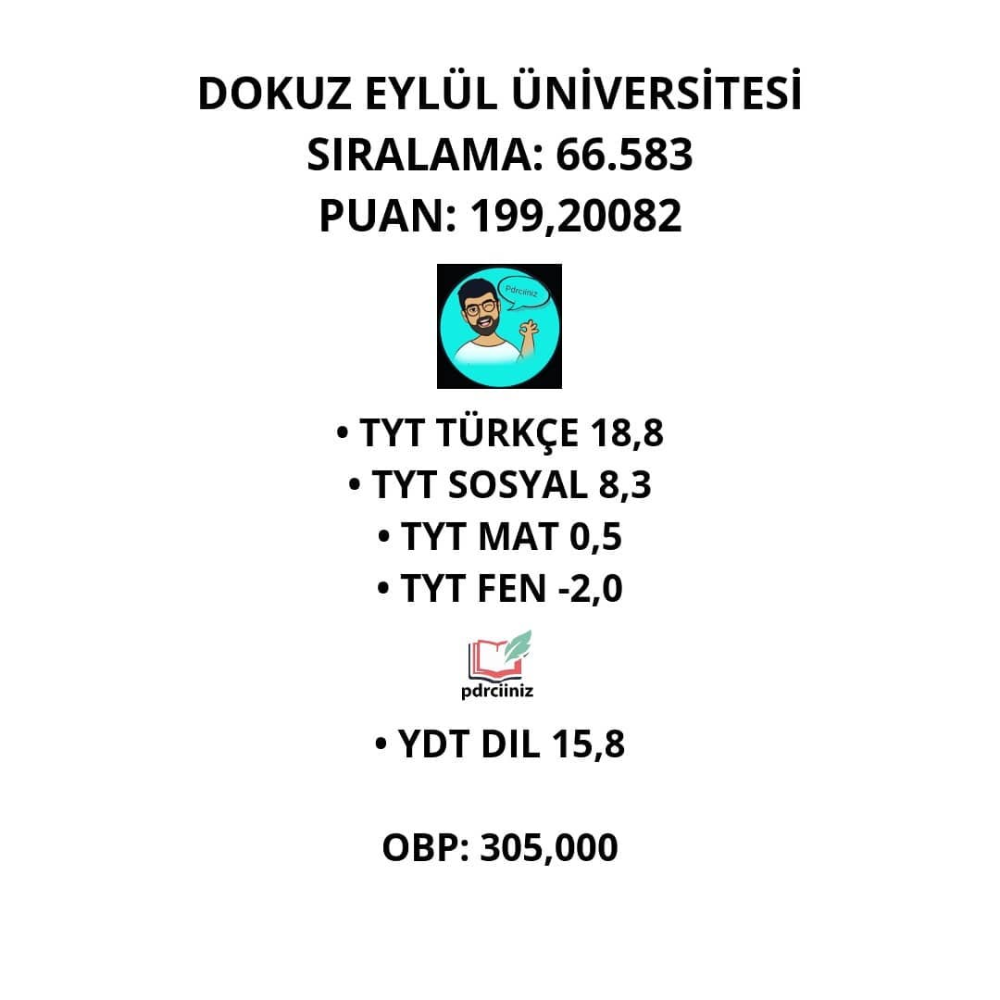 DOKUZ EYLÜL ÜNİVERSİTESİ
SIRALAMA: 66.583
PUAN: 199,20082
Pdrciiniz
• TYT TÜRKÇE 18,8
• TYT SOSYAL 8,3
• TYT MAT 0,5
• TYT FEN -2,0
pdrciiniz
• YDT DIL 15,8
OBP: 305,000